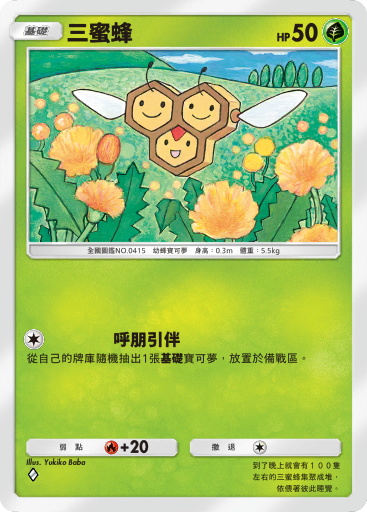 基礎 三蜜蜂 HP 50
全國圖鑑NO.0415 幼蜂寶可夢 身高：0.3m 體重：5.5kg
呼朋引伴
從自己的牌庫隨機抽出1張基礎寶可夢，放置於備戰區。
弱點 +20 撤退
Illus. Yukiko Baba
到了晚上就會有１００隻
左右的三蜜蜂集聚成堆，
依偎著彼此睡覺。